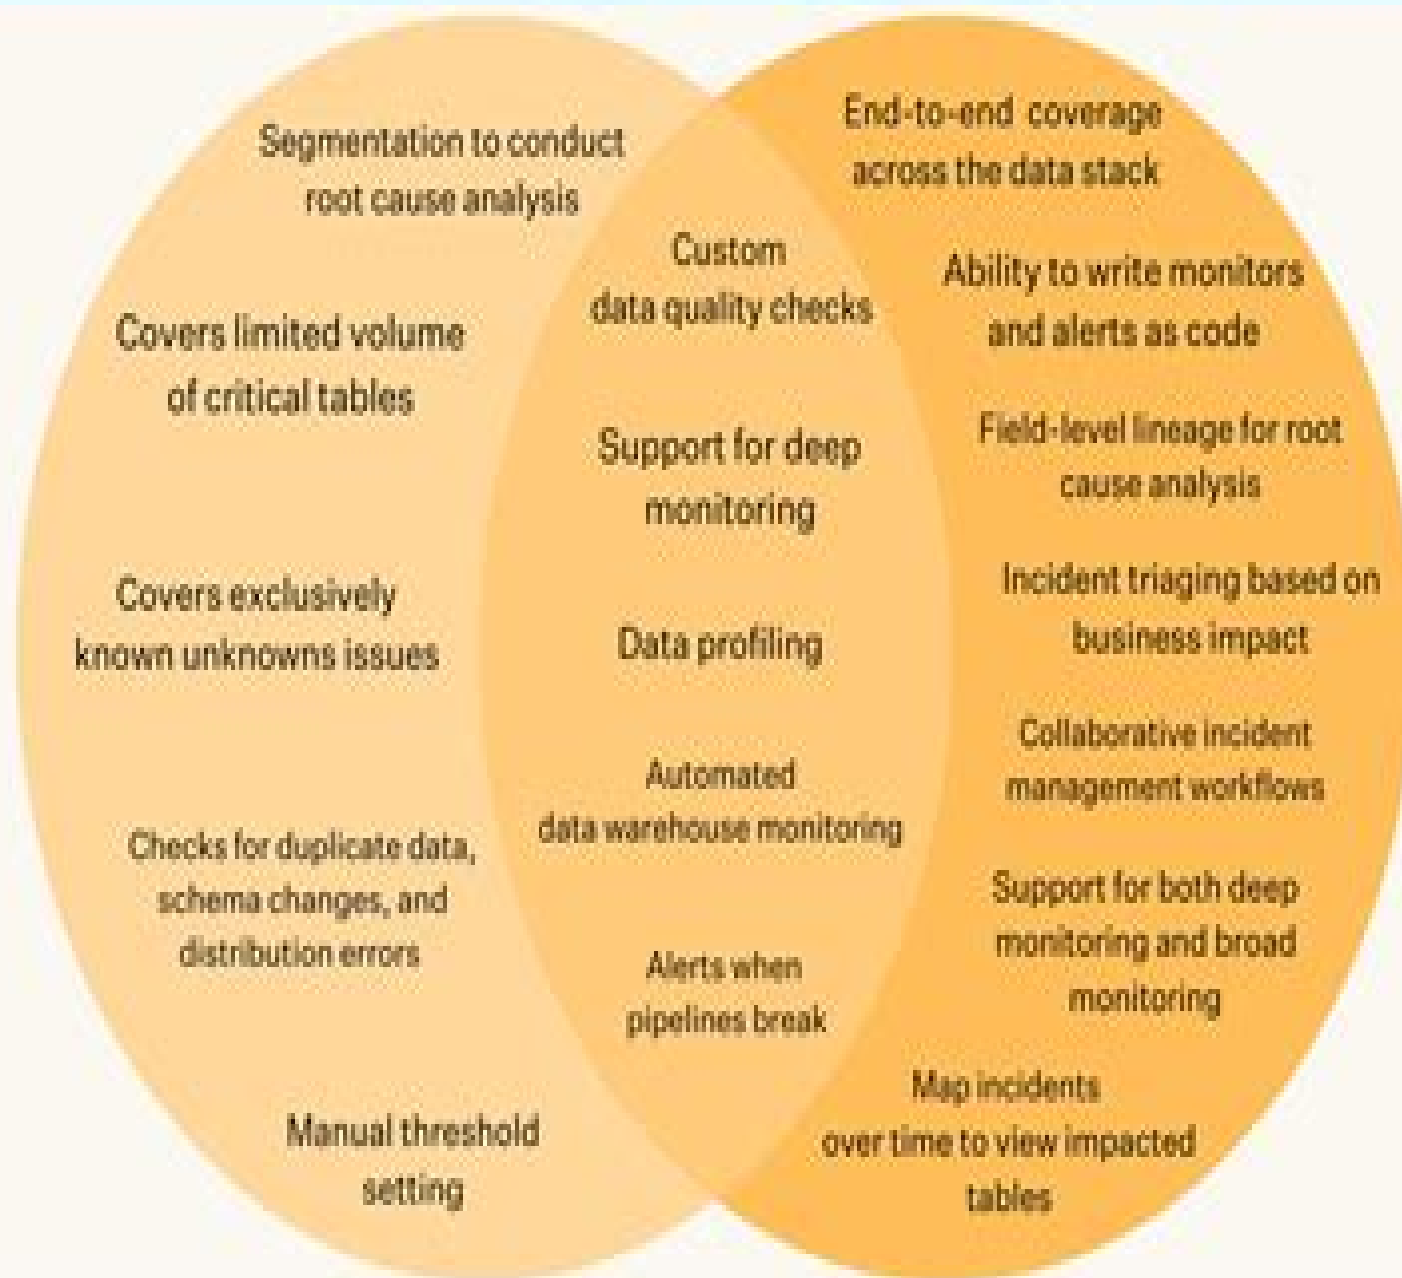 Segmentation to conduct
root cause analysis
Covers limited volume
of critical tables
Covers exclusively
known unknowns issues
Checks for duplicate data,
schema changes, and
distribution errors
Manual threshold
setting
Custom
data quality checks
Support for deep
monitoring
Data profiling
Automated
data warehouse monitoring
Alerts when
pipelines break
End-to-end coverage
across the data stack
Ability to write monitors
and alerts as code
Field-level lineage for root
cause analysis
Incident triaging based on
business impact
Collaborative incident
management workflows
Support for both deep
monitoring and broad
monitoring
Map incidents
over time to view impacted
tables